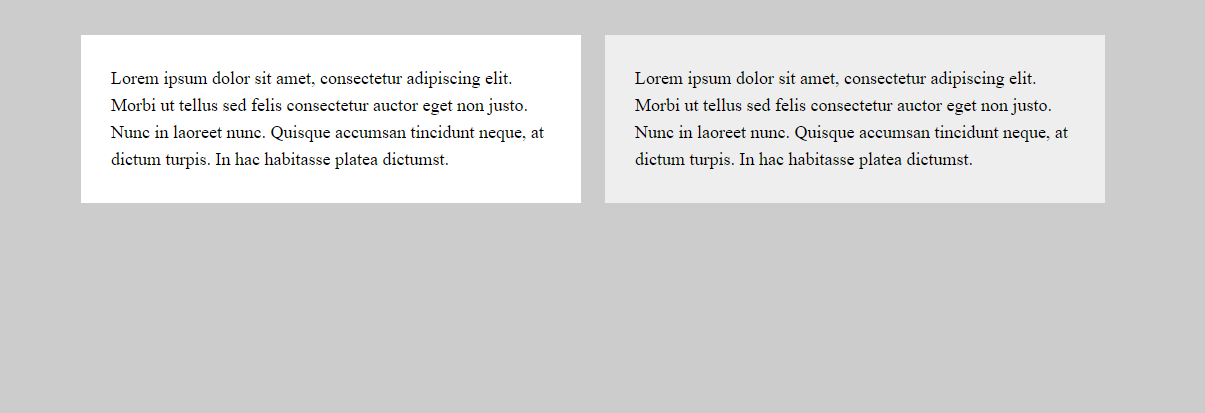 Lorem ipsum dolor sit amet, consectetur adipiscing elit.
Morbi ut tellus sed felis consectetur auctor eget non justo.
Nunc in laoreet nunc. Quisque accumsan tincidunt neque, at
dictum turpis. In hac habitasse platea dictumst.
Lorem ipsum dolor sit amet, consectetur adipiscing elit.
Morbi ut tellus sed felis consectetur auctor eget non justo.
Nunc in laoreet nunc. Quisque accumsan tincidunt neque, at
dictum turpis. In hac habitasse platea dictumst.